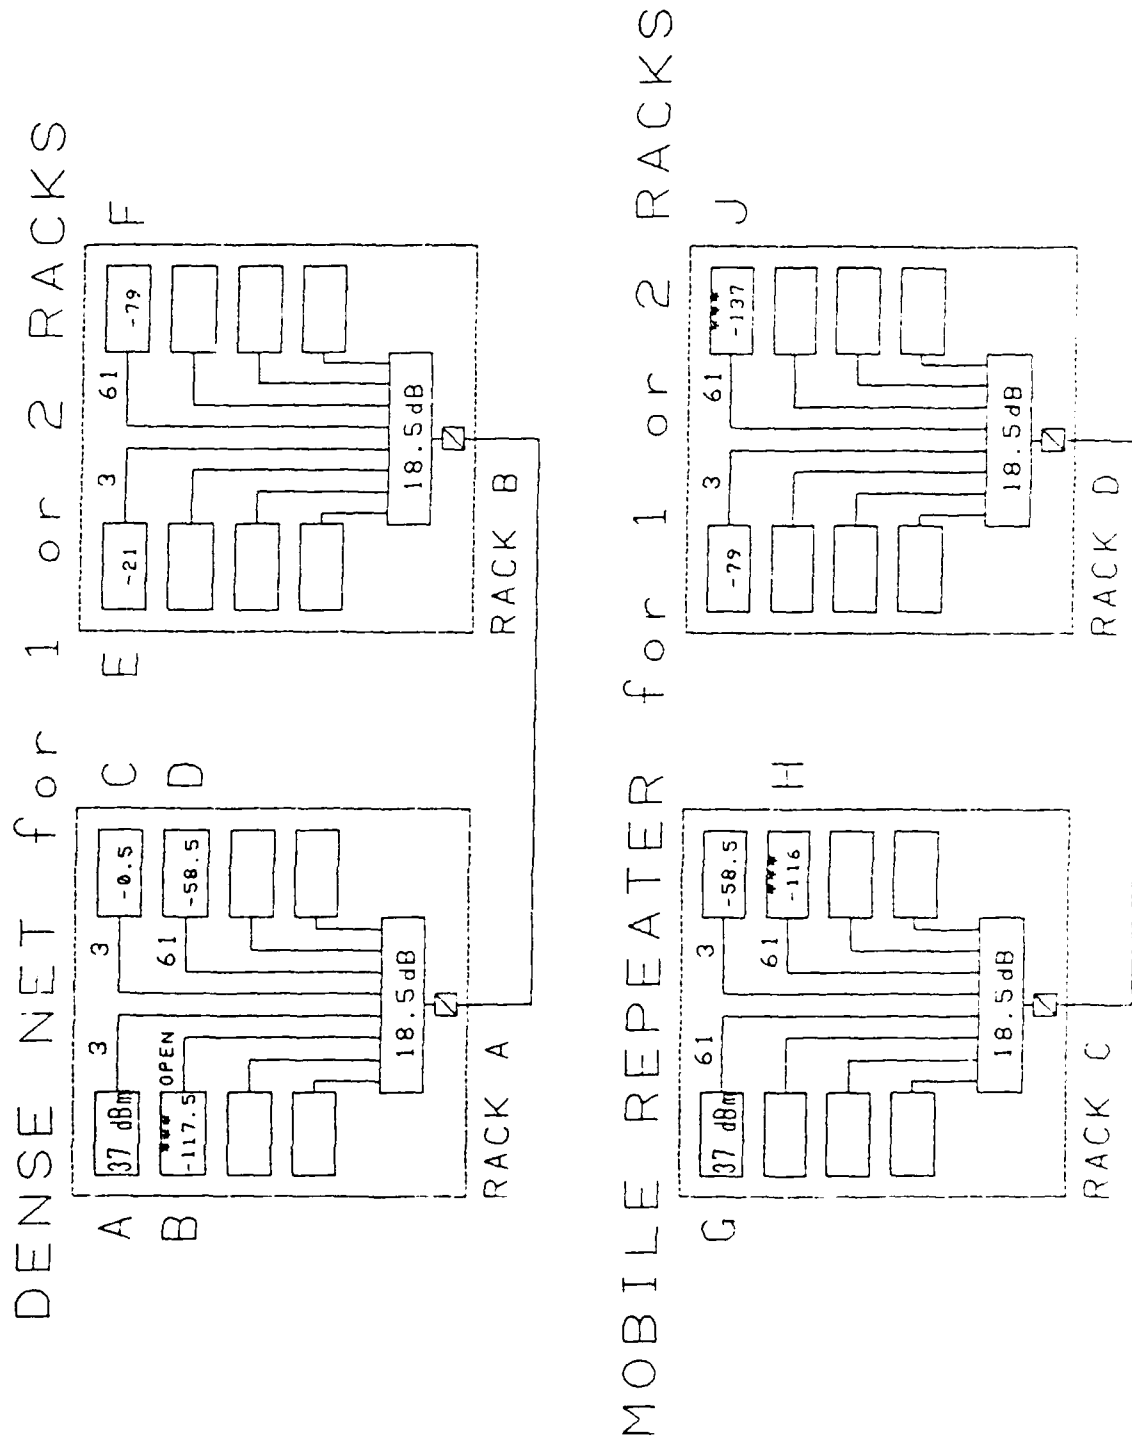 DENSE NET for 1 or 2 RACKS
A
B
C
D
37 dBm
3
3
-0.5
*** -117.5
OPEN
61
-58.5
18.5dB
RACK A
E
F
-21
3
61
-79
18.5dB
RACK B
MOBILE REPEATER for 1 or 2 RACKS
G
H
37 dBm
61
3
-58.5
61
*** -116
18.5dB
RACK C
J
-79
3
61
*** -137
18.5dB
RACK D